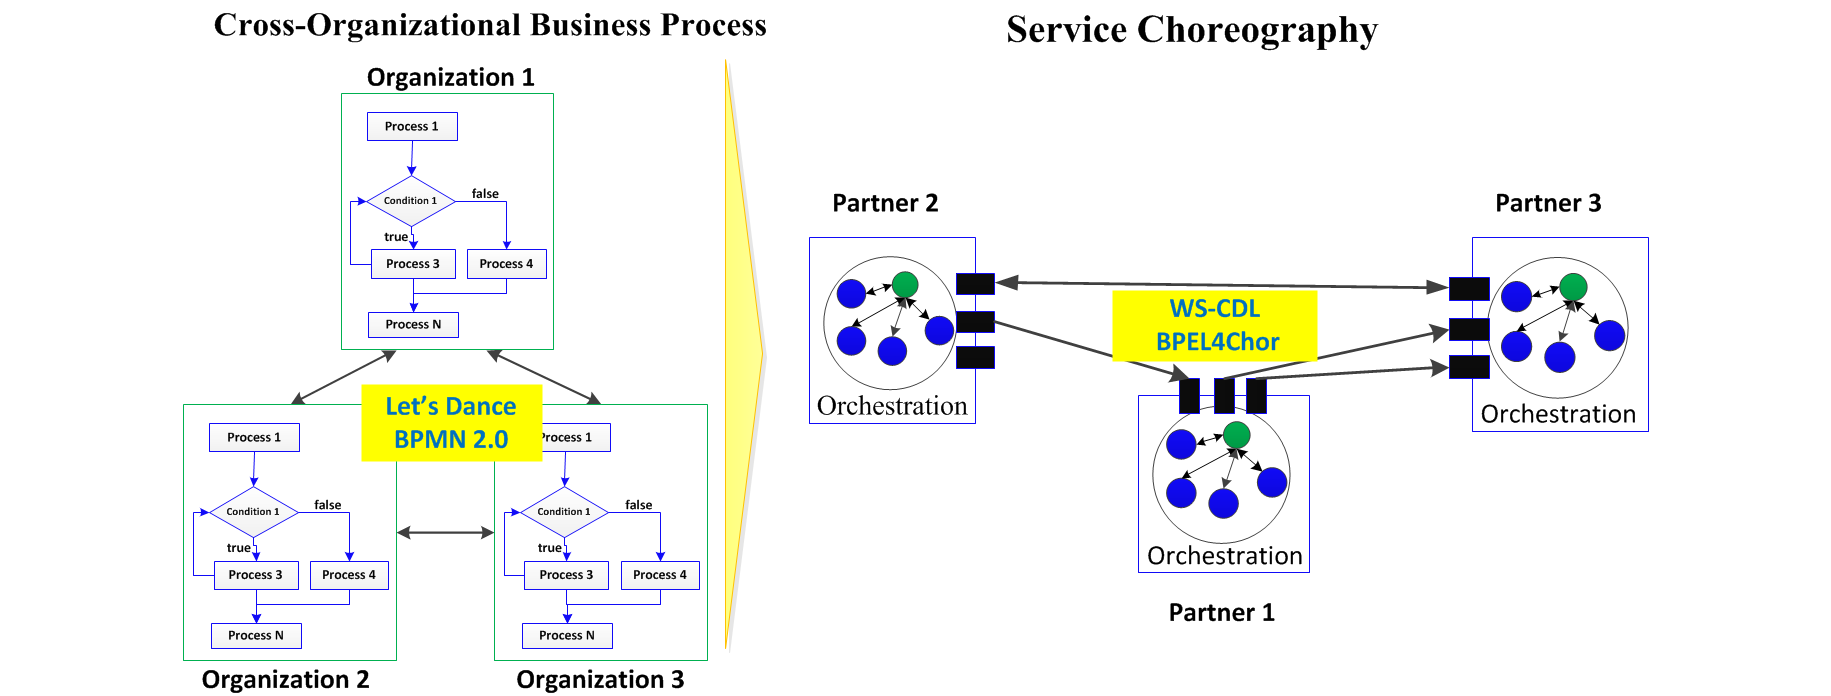 Cross-Organizational Business Process
Service Choreography
Organization 1
Process 1
Condition 1
false
true
Process 3
Process 4
Process N
Let’s Dance
BPMN 2.0
Process 1
Condition 1
false
true
Process 3
Process 4
Process N
Organization 2
Process 1
Condition 1
false
true
Process 3
Process 4
Process N
Organization 3
Partner 2
Orchestration
WS-CDL
BPEL4Chor
Partner 3
Orchestration
Orchestration
Partner 1